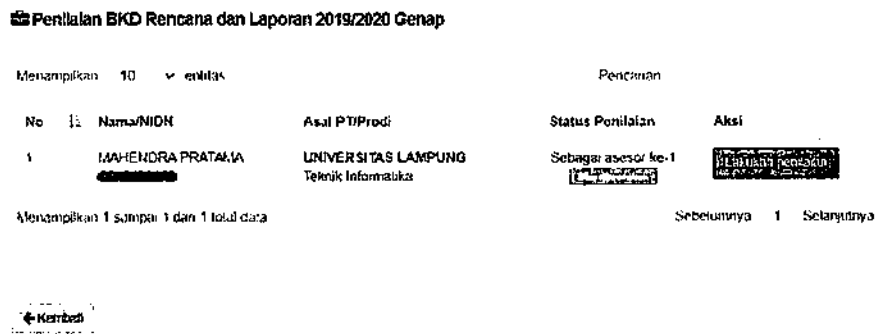 Penilaian BKD Rencana dan Laporan 2019/2020 Genap
Menampilkan 10 entitas Pencarian
No Nama/NIDN Asal PT/Prodi Status Penilaian Aksi
1 MAHENDRA PRATAMA UNIVERSITAS LAMPUNG Sebagai asesor ke-1 Lakukan penilaian
Teknik Informatika
Menampilkan 1 sampai 1 dari 1 total data Sebelumnya 1 Selanjutnya
Kembali